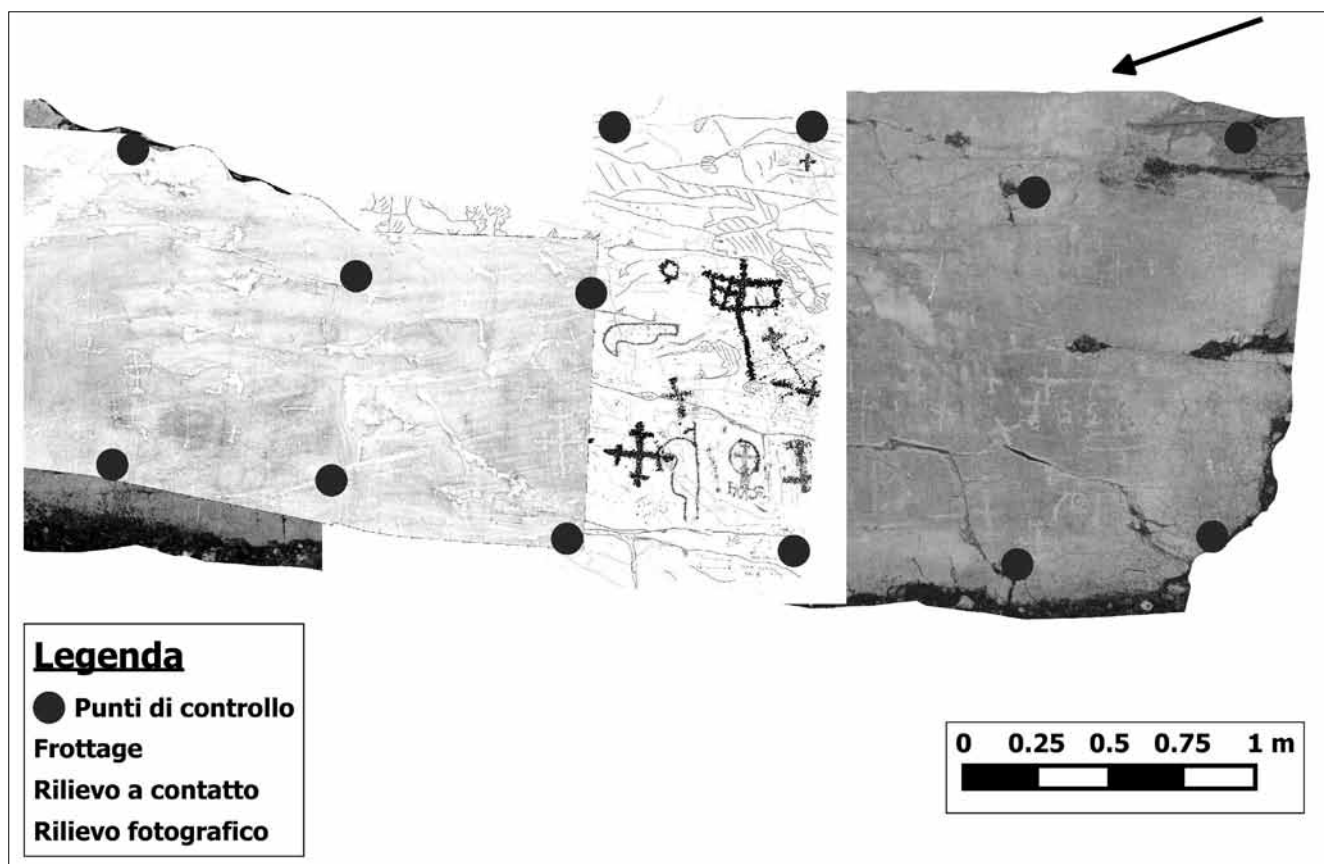 Legenda
Punti di controllo
Frottage
Rilievo a contatto
Rilievo fotografico
0 0.25 0.5 0.75 1 m